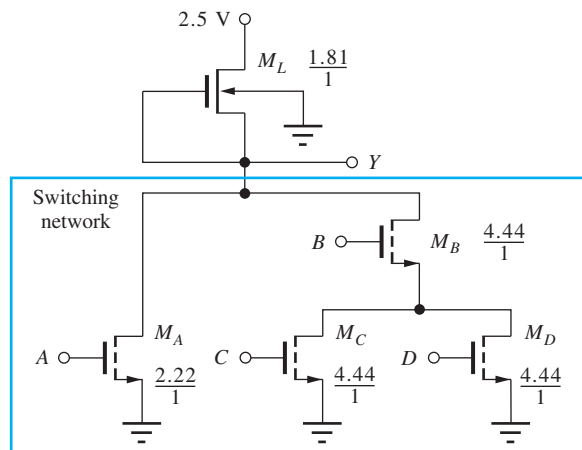 2.5 V
M_L
1.81
1
Y
Switching
network
B
M_B
4.44
1
A
M_A
2.22
1
C
M_C
4.44
1
D
M_D
4.44
1